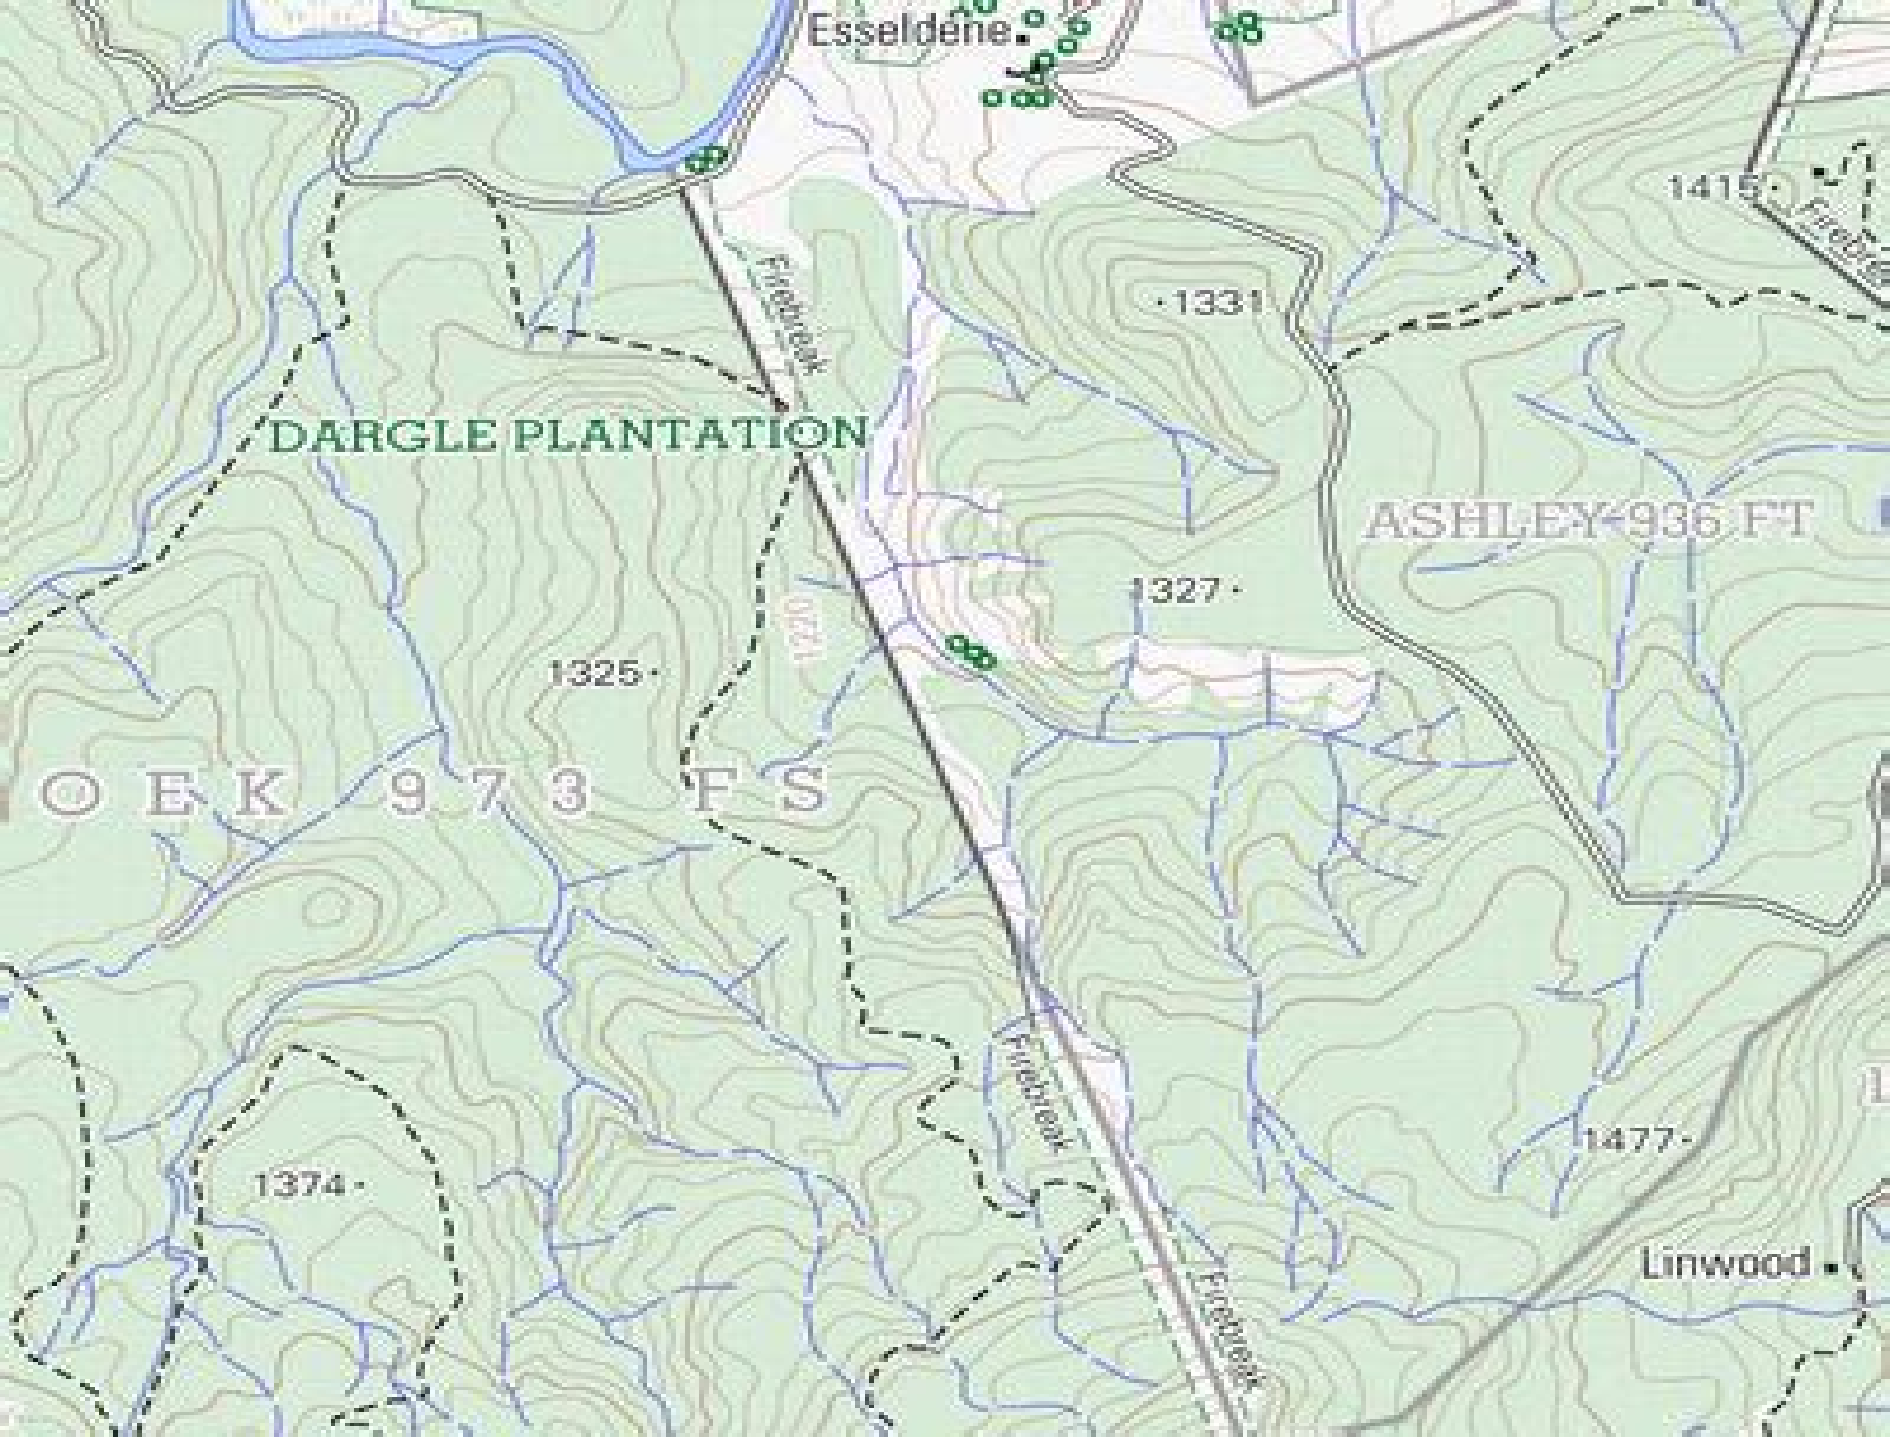 Esseldene
1415
Firebreak
1331
DARGLE PLANTATION
ASHLEY 936 FT
1327
1220
1325
OEK 973 FS
Firebreak
1477
1374
Linwood
Firebreak